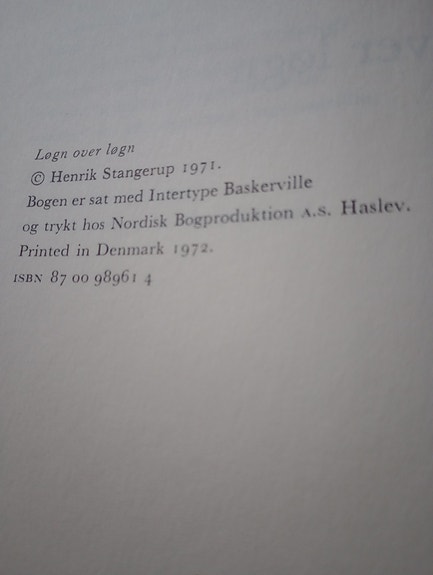 Løgn over løgn
© Henrik Stangerup 1971.
Bogen er sat med Intertype Baskerville
og trykt hos Nordisk Bogproduktion A.S. Haslev.
Printed in Denmark 1972.
ISBN 87 00 98961 4